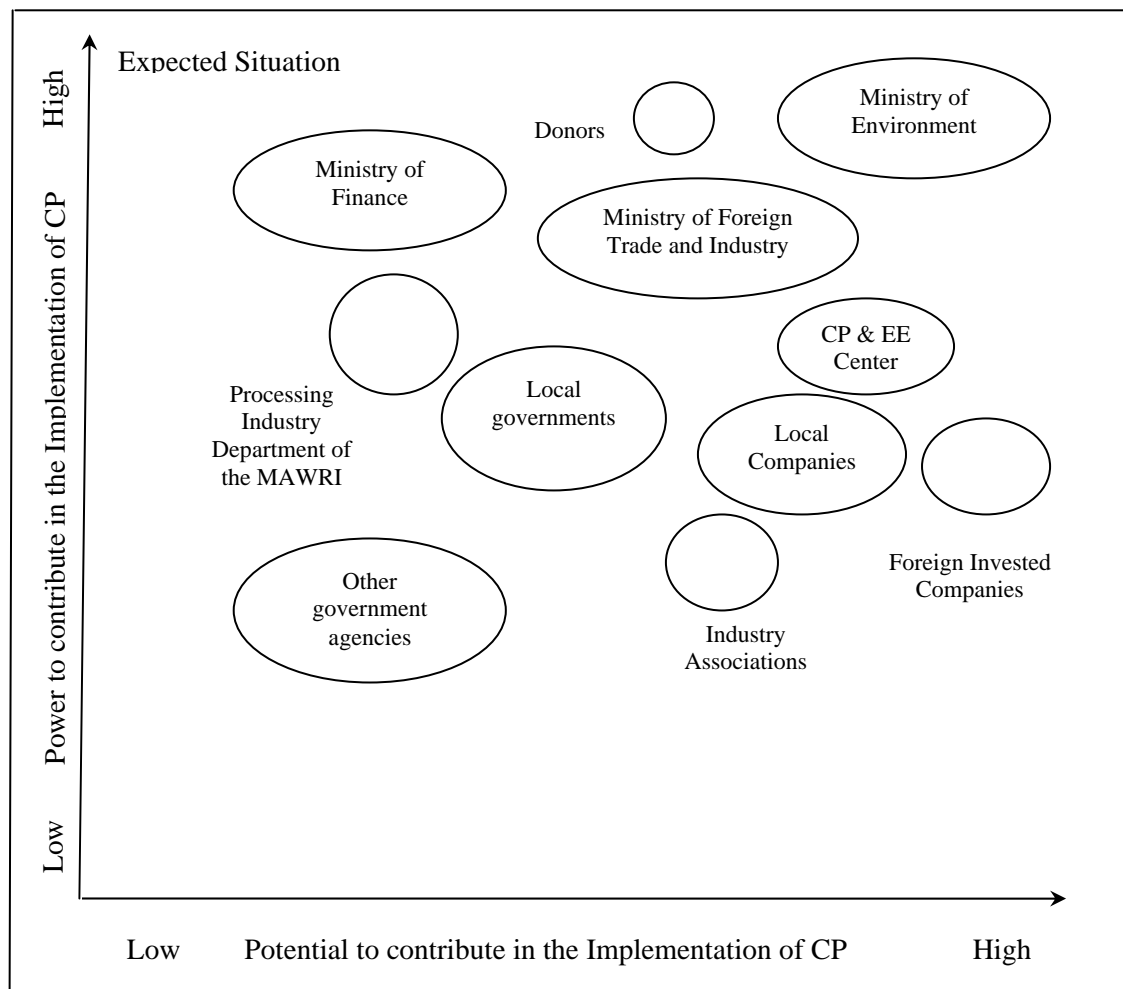 Expected Situation
High
Power to contribute in the Implementation of CP
Low
Ministry of
Environment
Donors
Ministry of
Finance
Ministry of Foreign
Trade and Industry
CP & EE
Center
Processing
Industry
Department of
the MAWRI
Local
governments
Local
Companies
Foreign Invested
Companies
Other
government
agencies
Industry
Associations
Low Potential to contribute in the Implementation of CP High